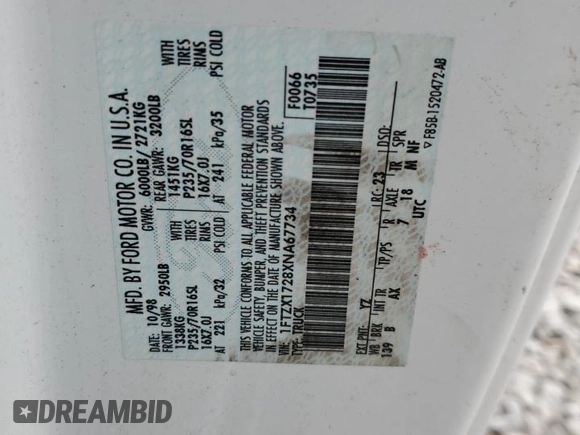 MFD. BY FORD MOTOR CO. IN U.S.A.
DATE: 10/98 GVWR: 6000LB/2721KG
FRONT GAWR: 2950LB REAR GAWR: 3200LB
1338KG WITH 1451KG WITH
P235/70R16SL TIRES P235/70R16SL TIRES
16X7.0J RIMS 16X7.0J RIMS
AT 221 kPa/32 PSI COLD AT 241 kPa/35 PSI COLD
THIS VEHICLE CONFORMS TO ALL APPLICABLE FEDERAL MOTOR
VEHICLE SAFETY, BUMPER, AND THEFT PREVENTION STANDARDS
IN EFFECT ON THE DATE OF MANUFACTURE SHOWN ABOVE.
VIN: 1FTZX1728XNA67734 F0066
TYPE: TRUCK T0735
EXT PNT: YZ RC: 23 DSO:
WB BRK INT TR TP/PS R AXLE TR SPR
139 B AX 7 18 M NF
UTC
▽ F85B-1520472-AB
DREAMBID